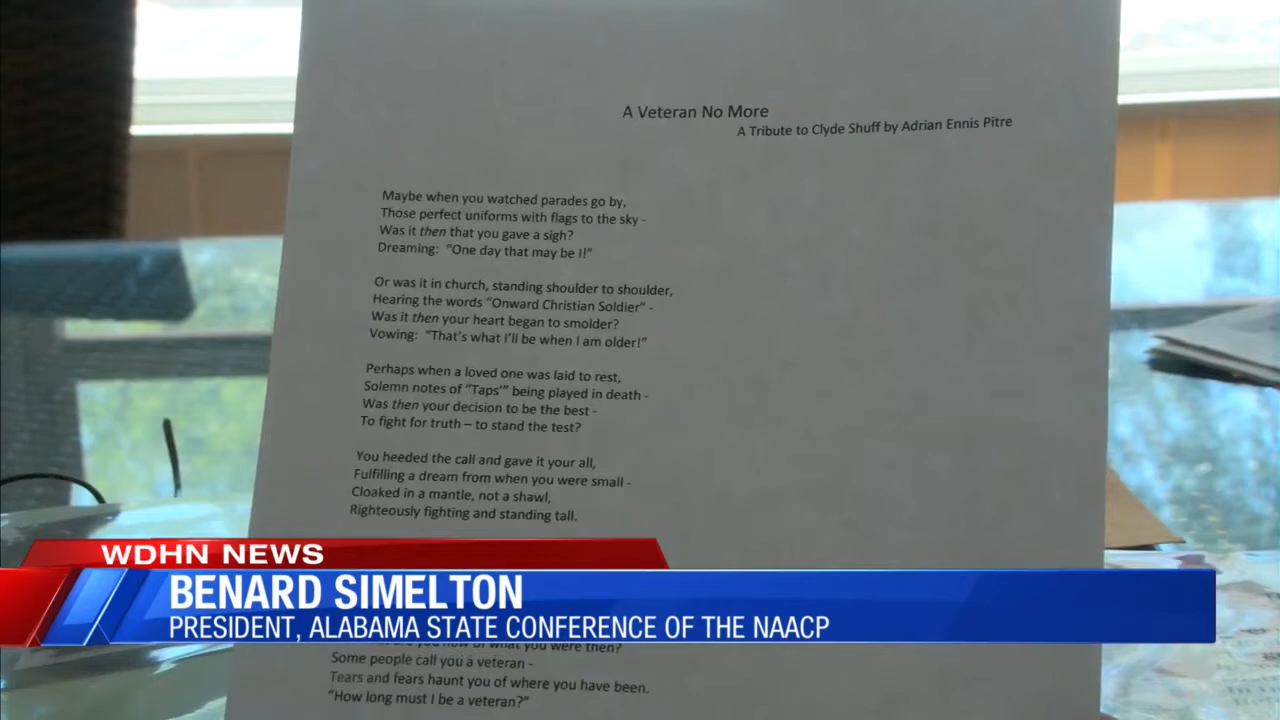 A Veteran No More
A Tribute to Clyde Shuff by Adrian Ennis Pitre
Maybe when you watched parades go by,
Those perfect uniforms with flags to the sky -
Was it then that you gave a sigh?
Dreaming: "One day that may be I!"
Or was it in church, standing shoulder to shoulder,
Hearing the words "Onward Christian Soldier" -
Was it then your heart began to smolder?
Vowing: "That's what I'll be when I am older!"
Perhaps when a loved one was laid to rest,
Solemn notes of "Taps'" being played in death -
Was then your decision to be the best -
To fight for truth – to stand the test?
You heeded the call and gave it your all,
Fulfilling a dream from when you were small -
Cloaked in a mantle, not a shawl,
Righteously fighting and standing tall.
WDHN NEWS
BENARD SIMELTON
PRESIDENT, ALABAMA STATE CONFERENCE OF THE NAACP
you now of what you were then?
Some people call you a veteran -
Tears and fears haunt you of where you have been.
"How long must I be a veteran?"